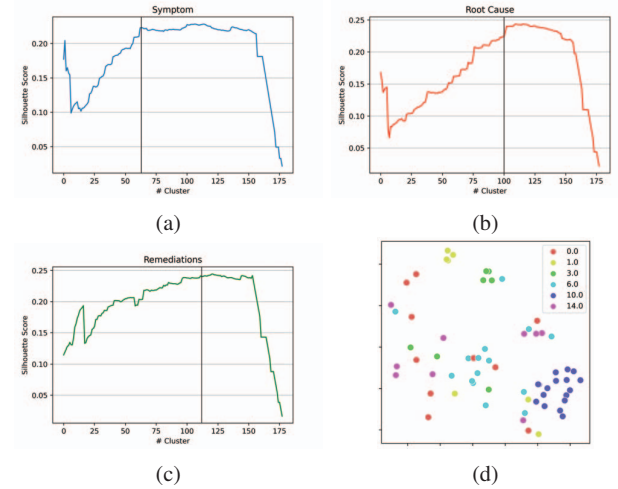 Symptom
Silhouette Score
0.20
0.15
0.10
0.05
0 25 50 75 100 125 150 175
# Cluster
(a)
Root Cause
Silhouette Score
0.25
0.20
0.15
0.10
0.05
0 25 50 75 100 125 150 175
# Cluster
(b)
Remediations
Silhouette Score
0.25
0.20
0.15
0.10
0.05
0 25 50 75 100 125 150 175
# Cluster
(c)
0.0
1.0
3.0
6.0
10.0
14.0
(d)